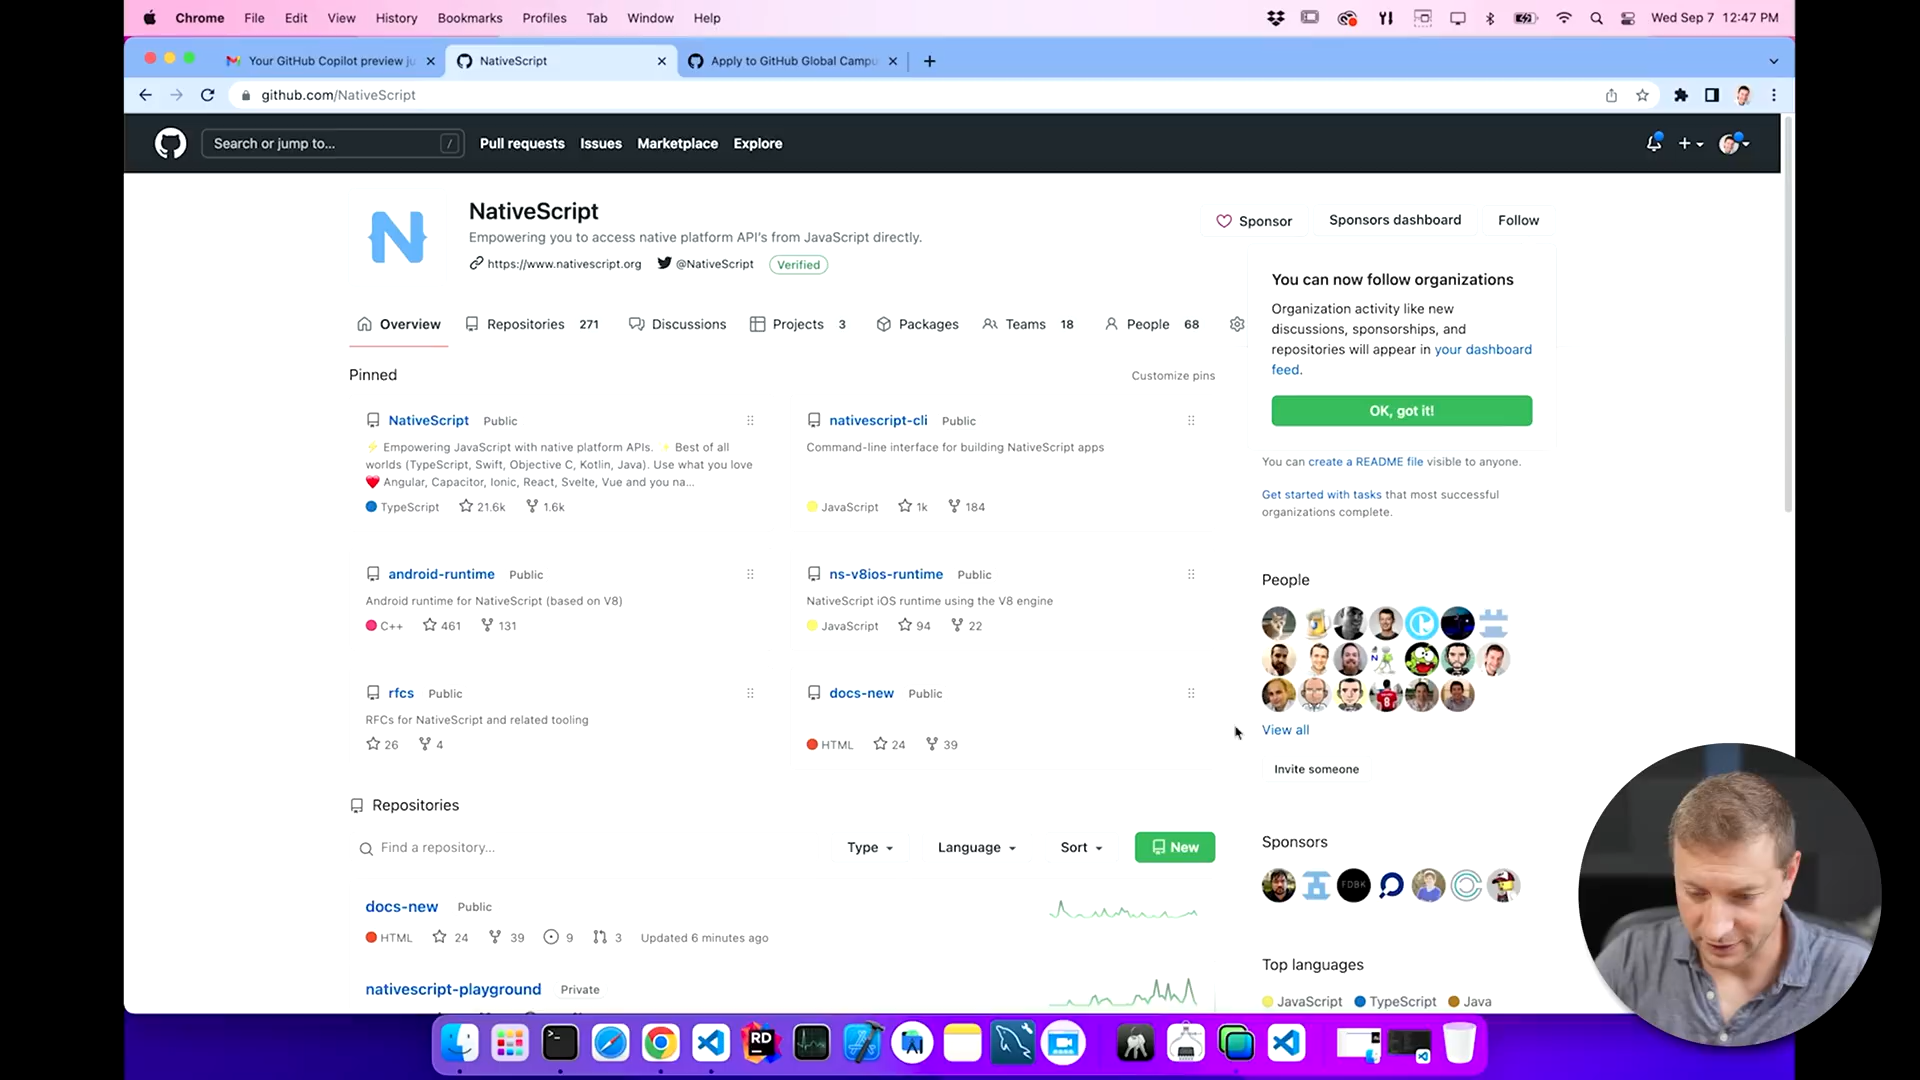 Chrome File Edit View History Bookmarks Profiles Tab Window Help Wed Sep 7 12:47 PM
Your GitHub Copilot preview ju NativeScript Apply to GitHub Global Campu
github.com/NativeScript
Search or jump to... / Pull requests Issues Marketplace Explore
NativeScript
Empowering you to access native platform API's from JavaScript directly.
https://www.nativescript.org @NativeScript Verified
Sponsor Sponsors dashboard Follow
You can now follow organizations
Organization activity like new
discussions, sponsorships, and
repositories will appear in your dashboard
feed.
OK, got it!
Overview Repositories 271 Discussions Projects 3 Packages Teams 18 People 68
Pinned Customize pins
NativeScript Public
⚡ Empowering JavaScript with native platform APIs. ✨ Best of all
worlds (TypeScript, Swift, Objective C, Kotlin, Java). Use what you love
❤️ Angular, Capacitor, Ionic, React, Svelte, Vue and you na...
TypeScript 21.6k 1.6k
nativescript-cli Public
Command-line interface for building NativeScript apps
JavaScript 1k 184
android-runtime Public
Android runtime for NativeScript (based on V8)
C++ 461 131
ns-v8ios-runtime Public
NativeScript iOS runtime using the V8 engine
JavaScript 94 22
rfcs Public
RFCs for NativeScript and related tooling
26 4
docs-new Public
HTML 24 39
You can create a README file visible to anyone.
Get started with tasks that most successful
organizations complete.
People
View all
Invite someone
Repositories
Find a repository... Type Language Sort New
docs-new Public
HTML 24 39 9 3 Updated 6 minutes ago
nativescript-playground Private
Sponsors
FDBK
Top languages
JavaScript TypeScript Java
RD